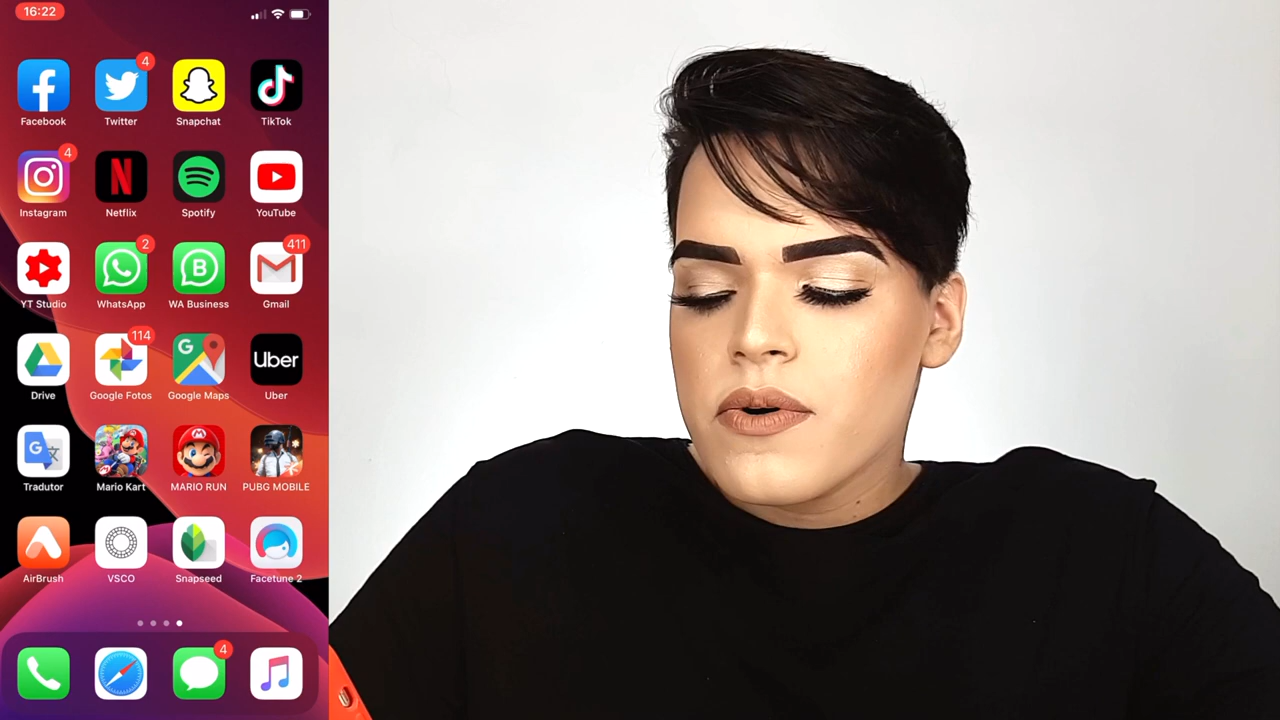 16:22
4
Facebook Twitter Snapchat TikTok
4
Instagram Netflix Spotify YouTube
2 411
YT Studio WhatsApp WA Business Gmail
114
Uber
Drive Google Fotos Google Maps Uber
Tradutor Mario Kart MARIO RUN PUBG MOBILE
AirBrush VSCO Snapseed Facetune 2
4